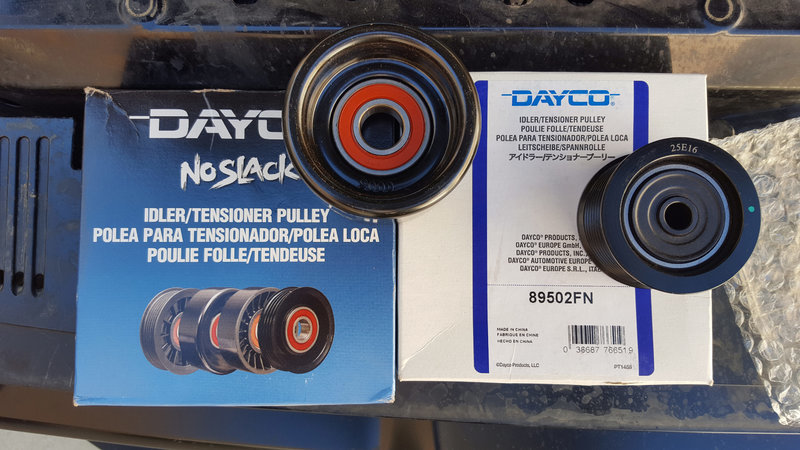 DAYCO
NO SLACK
IDLER/TENSIONER PULLEY
POLEA PARA TENSIONADOR/POLEA LOCA
POULIE FOLLE/TENDEUSE
DAYCO®
IDLER/TENSIONER PULLEY
POULIE FOLLE/TENDEUSE
POLEA PARA TENSIONADOR/POLEA LOCA
LEITSCHEIBE/SPANNROLLE
アイドラー/テンショナープーリー
DAYCO® PRODUCTS,
DAYCO® EUROPE GmbH,
DAYCO® PRODUCTS, INC.
DAYCO® AUTOMOTIVE EUROPE
DAYCO® EUROPE S.R.L.,
89502FN
MADE IN CHINA
FABRIQUE EN CHINE
HECHO EN CHINA
0 38687 76651 9
©Dayco Products, LLC
25E16